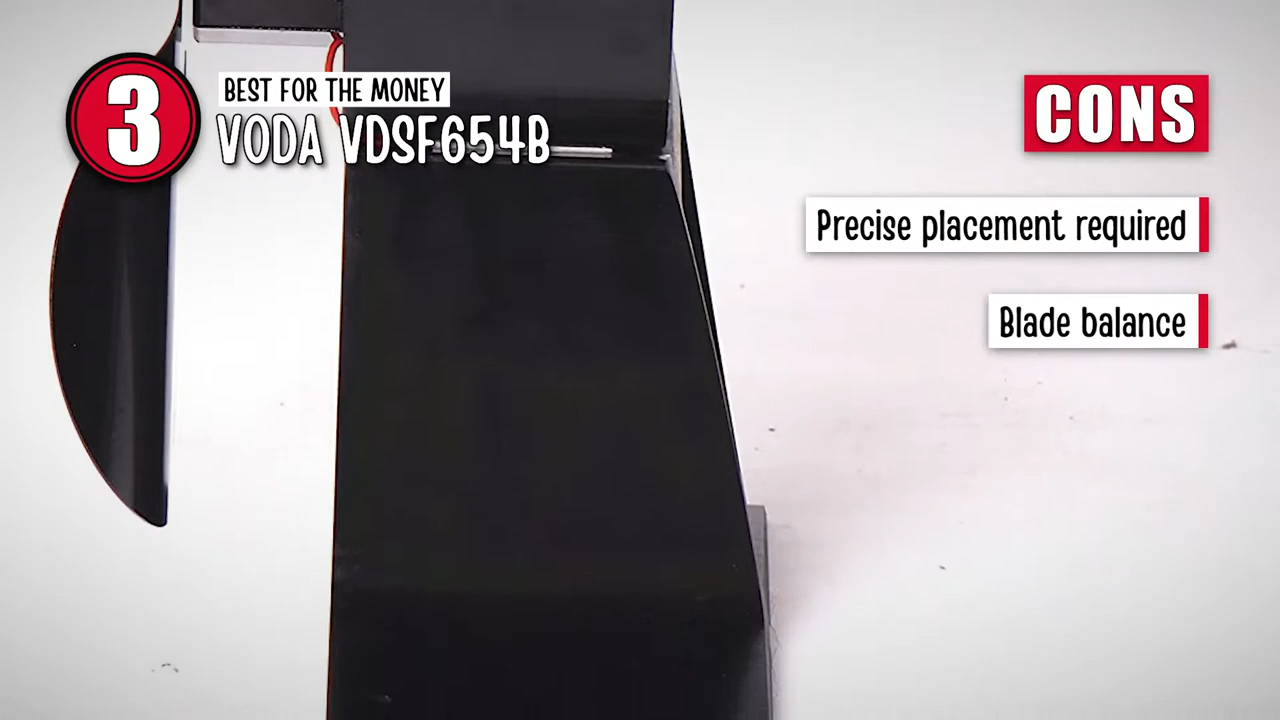 3
BEST FOR THE MONEY
VODA VDSF654B
CONS
Precise placement required
Blade balance